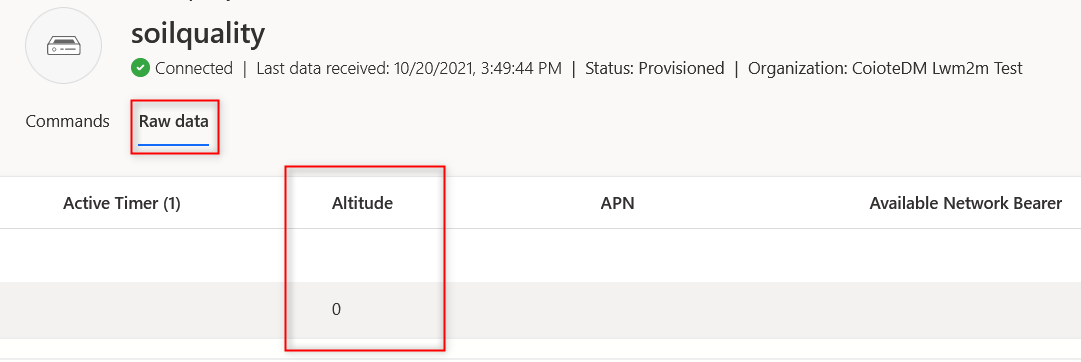 soilquality
Connected | Last data received: 10/20/2021, 3:49:44 PM | Status: Provisioned | Organization: CoioteDM Lwm2m Test
Commands Raw data
Active Timer (1) Altitude APN Available Network Bearer
0